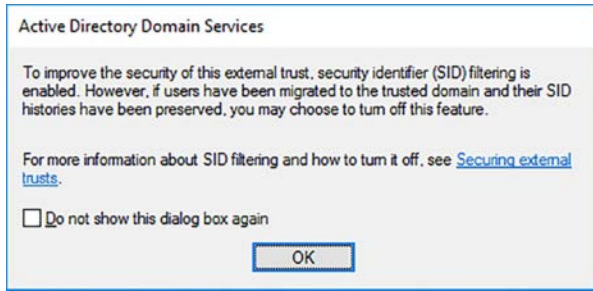 Active Directory Domain Services
To improve the security of this external trust, security identifier (SID) filtering is
enabled. However, if users have been migrated to the trusted domain and their SID
histories have been preserved, you may choose to turn off this feature.
For more information about SID filtering and how to turn it off, see Securing external
trusts.
Do not show this dialog box again
OK